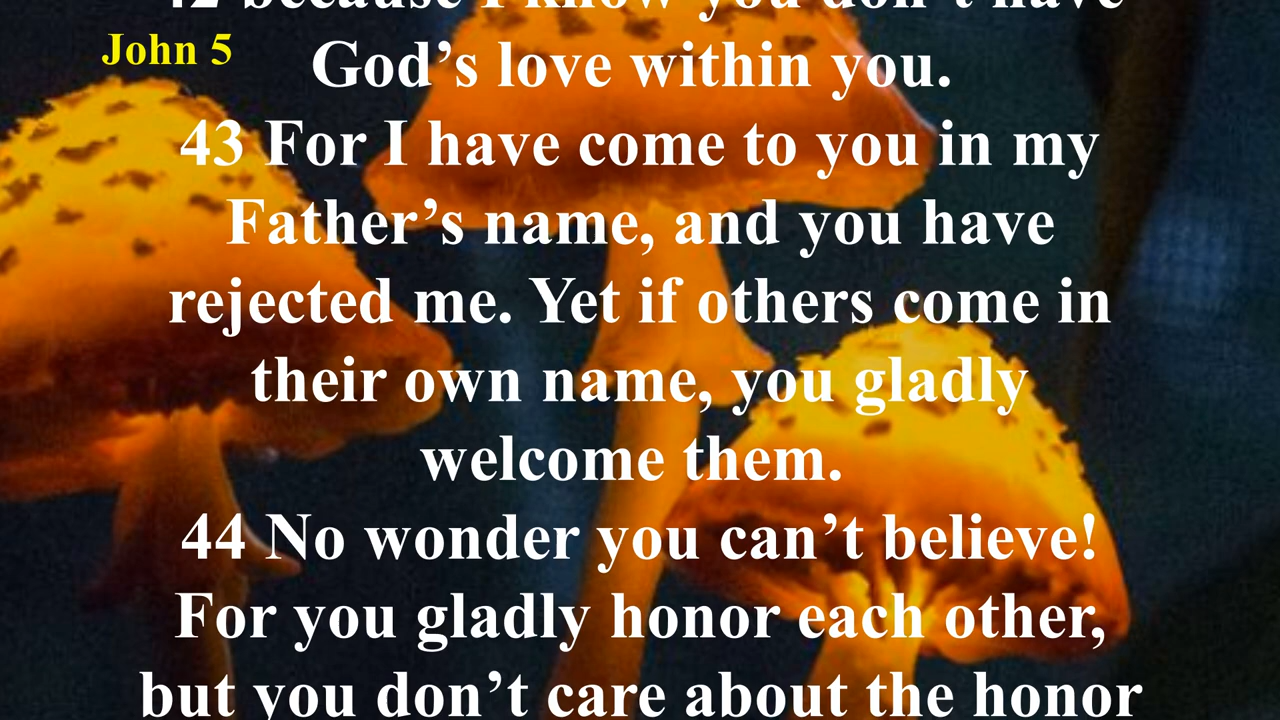 42 because I know you don’t have
John 5
God’s love within you.
43 For I have come to you in my
Father’s name, and you have
rejected me. Yet if others come in
their own name, you gladly
welcome them.
44 No wonder you can’t believe!
For you gladly honor each other,
but you don’t care about the honor